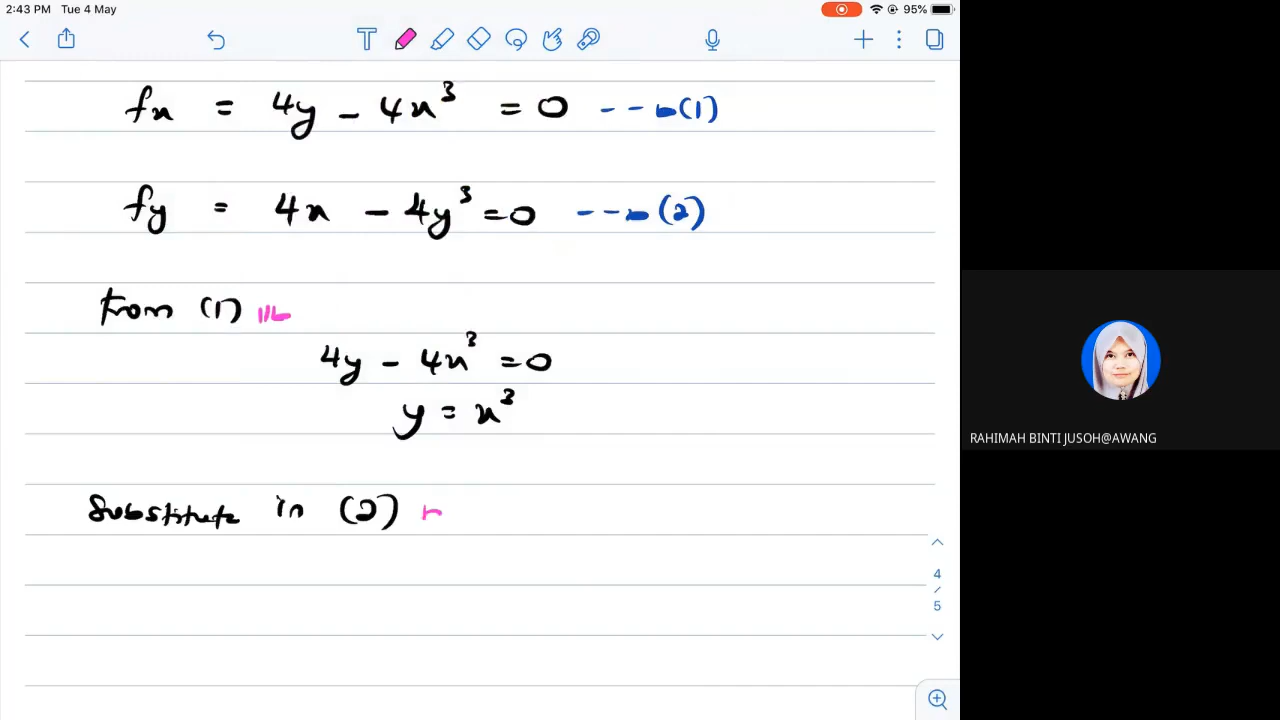 2:43 PM Tue 4 May
95%
fx = 4y - 4x³ = 0 ---(1)
fy = 4x - 4y³ = 0 ---(2)
From (1)
4y - 4x³ = 0
y = x³
Substitute in (2)
4
/
5
RAHIMAH BINTI JUSOH@AWANG